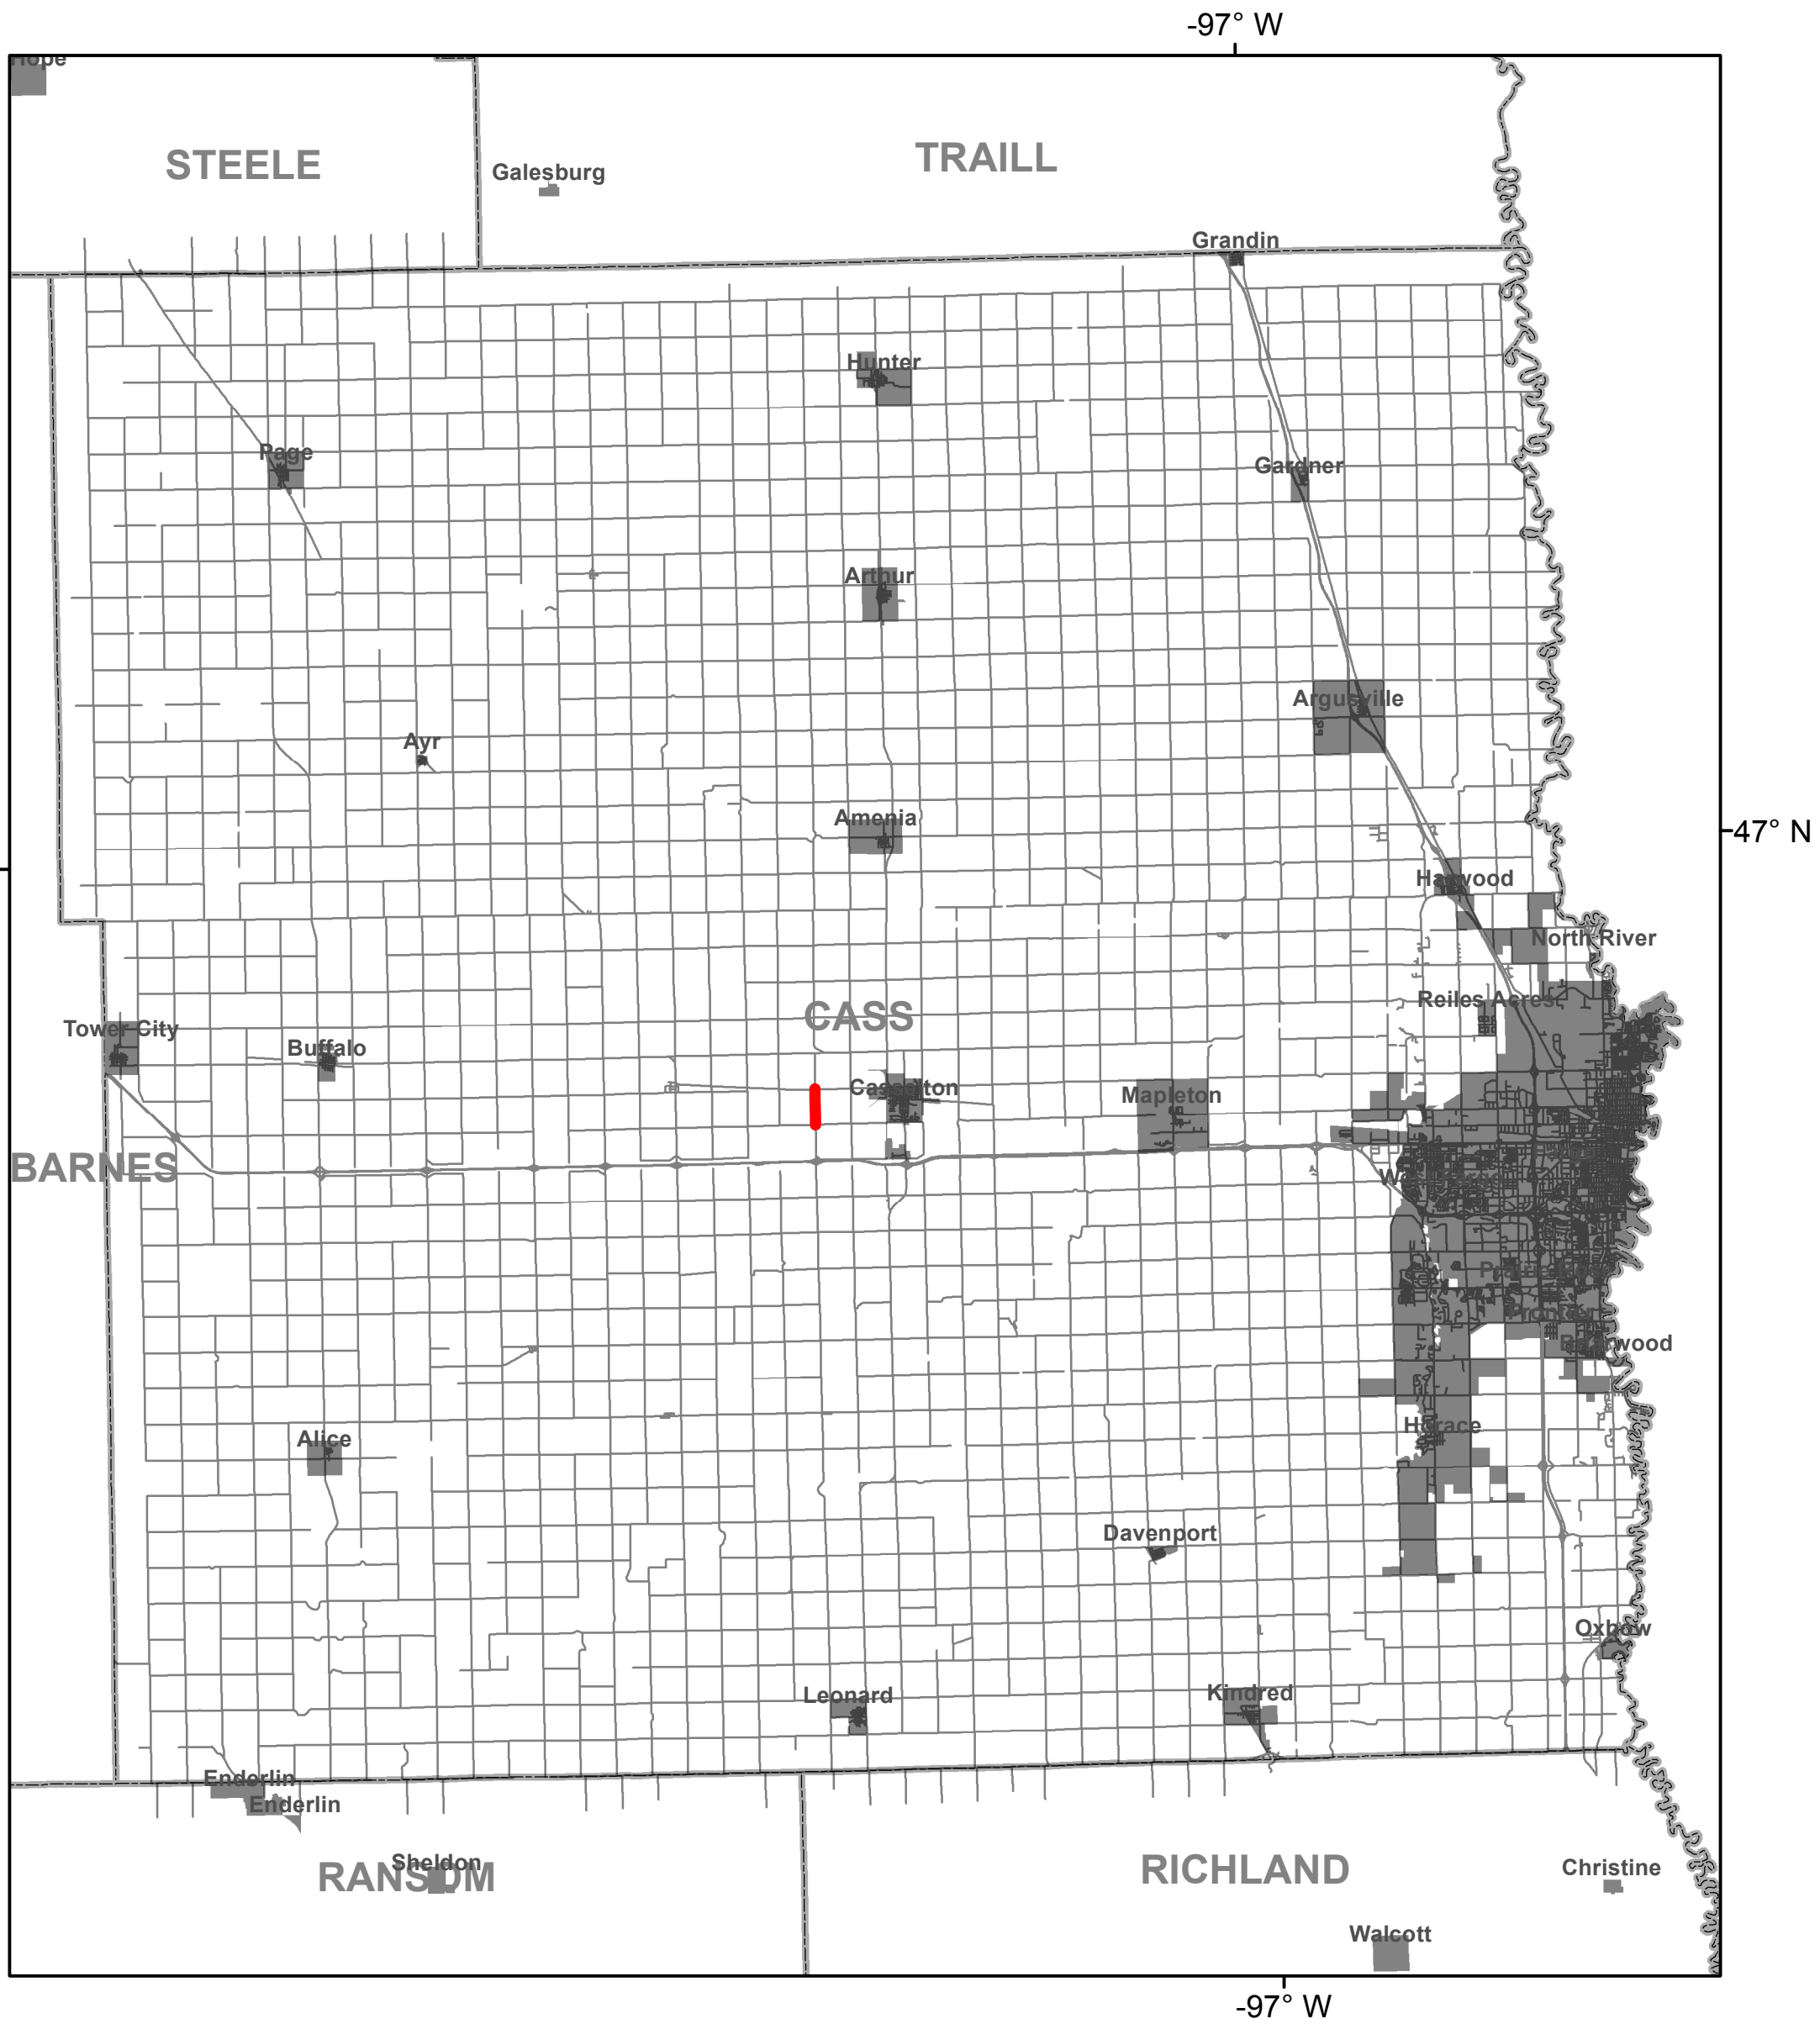 -97° W
Hope
STEELE
TRAILL
Galesburg
Grandin
Hunter
Page
Gardner
Arthur
Argusville
Ayr
Amenia
47° N
Harwood
North River
Reiles Acres
CASS
Tower City
Buffalo
Casselton
Mapleton
BARNES
Horace
Alice
Davenport
Oxbow
Leonard
Kindred
Enderlin
Enderlin
Sheldon
RANSOM
RICHLAND
Christine
Walcott
-97° W